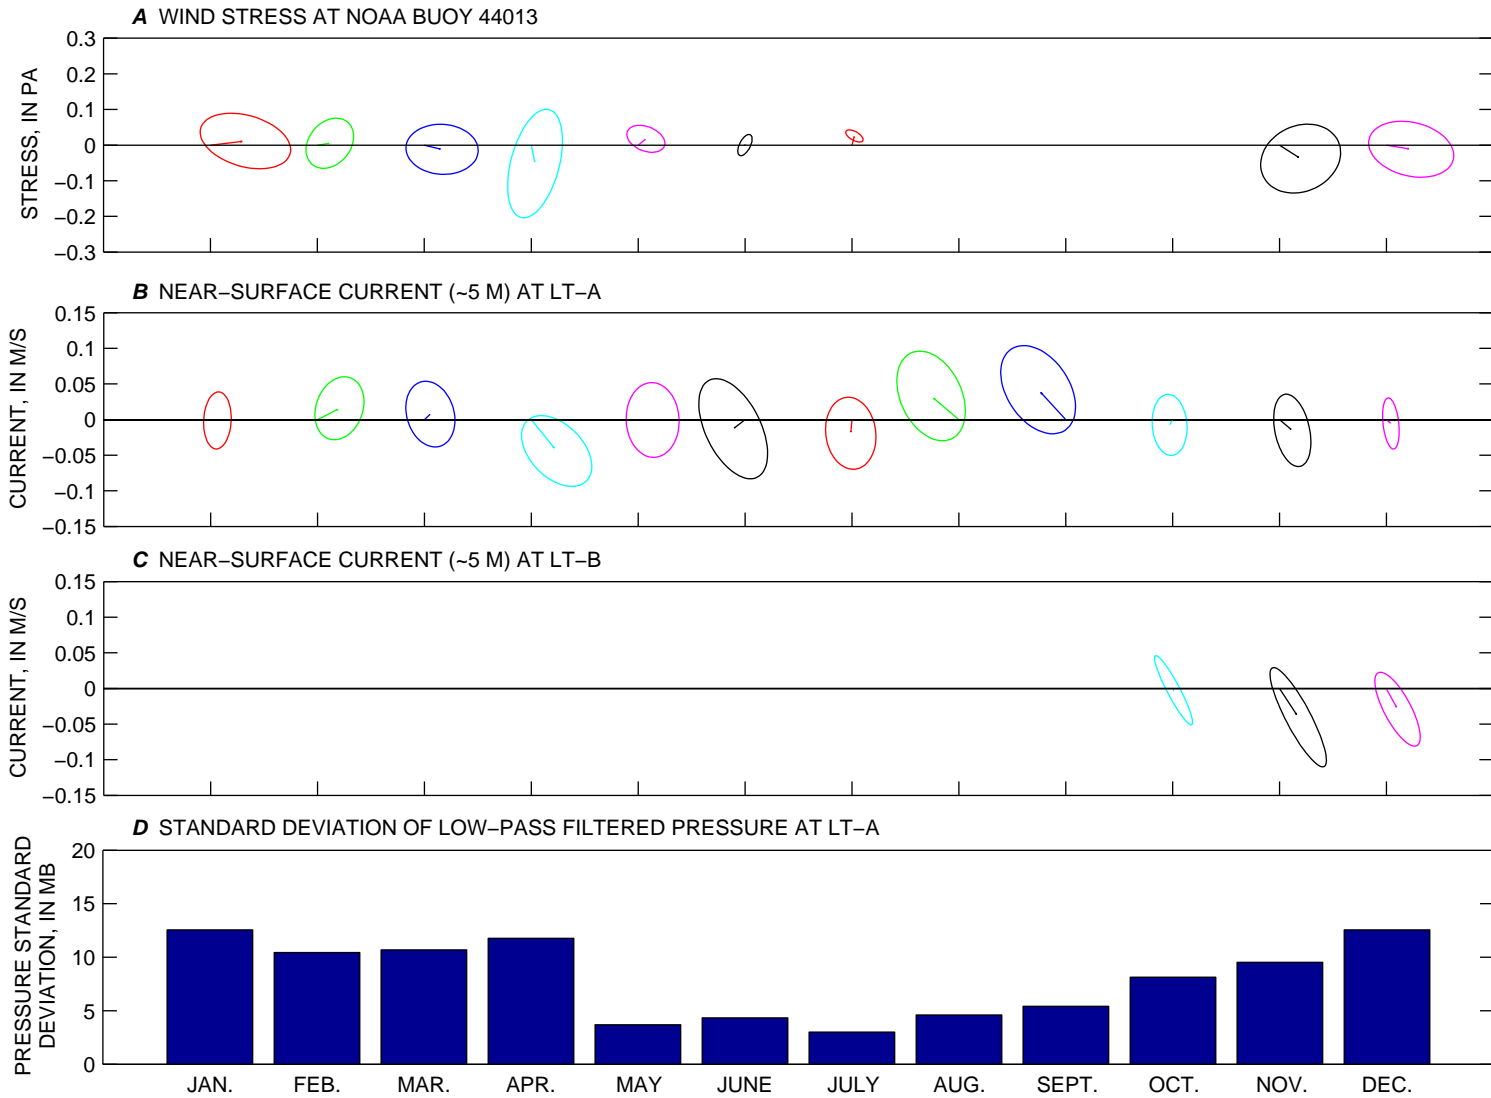 A WIND STRESS AT NOAA BUOY 44013
0.3
0.2
0.1
0
−0.1
−0.2
−0.3
STRESS, IN PA
B NEAR−SURFACE CURRENT (~5 M) AT LT−A
0.15
0.1
0.05
0
−0.05
−0.1
−0.15
CURRENT, IN M/S
C NEAR−SURFACE CURRENT (~5 M) AT LT−B
0.15
0.1
0.05
0
−0.05
−0.1
−0.15
CURRENT, IN M/S
D STANDARD DEVIATION OF LOW−PASS FILTERED PRESSURE AT LT−A
20
15
10
5
0
PRESSURE STANDARD
DEVIATION, IN MB
JAN. FEB. MAR. APR. MAY JUNE JULY AUG. SEPT. OCT. NOV. DEC.